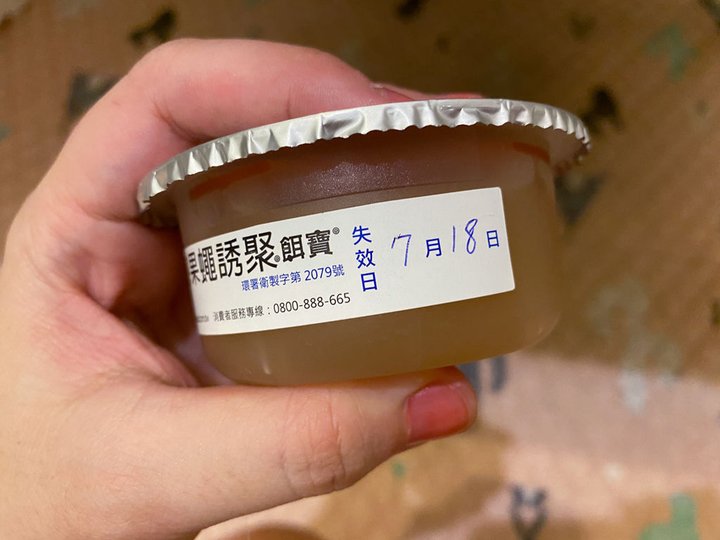 果蠅誘聚®餌寶®
環署衛製字第 2079號
消費者服務專線：0800-888-665
失效日
7月18日